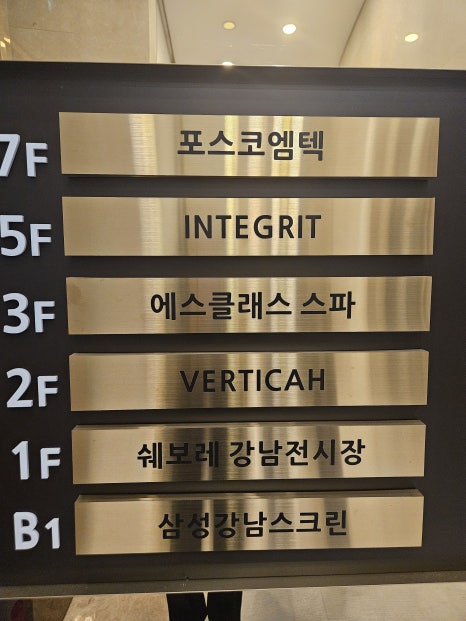 7F 포스코엠텍
5F INTEGRIT
3F 에스클래스 스파
2F VERTICAH
1F 쉐보레 강남전시장
B1 삼성강남스크린